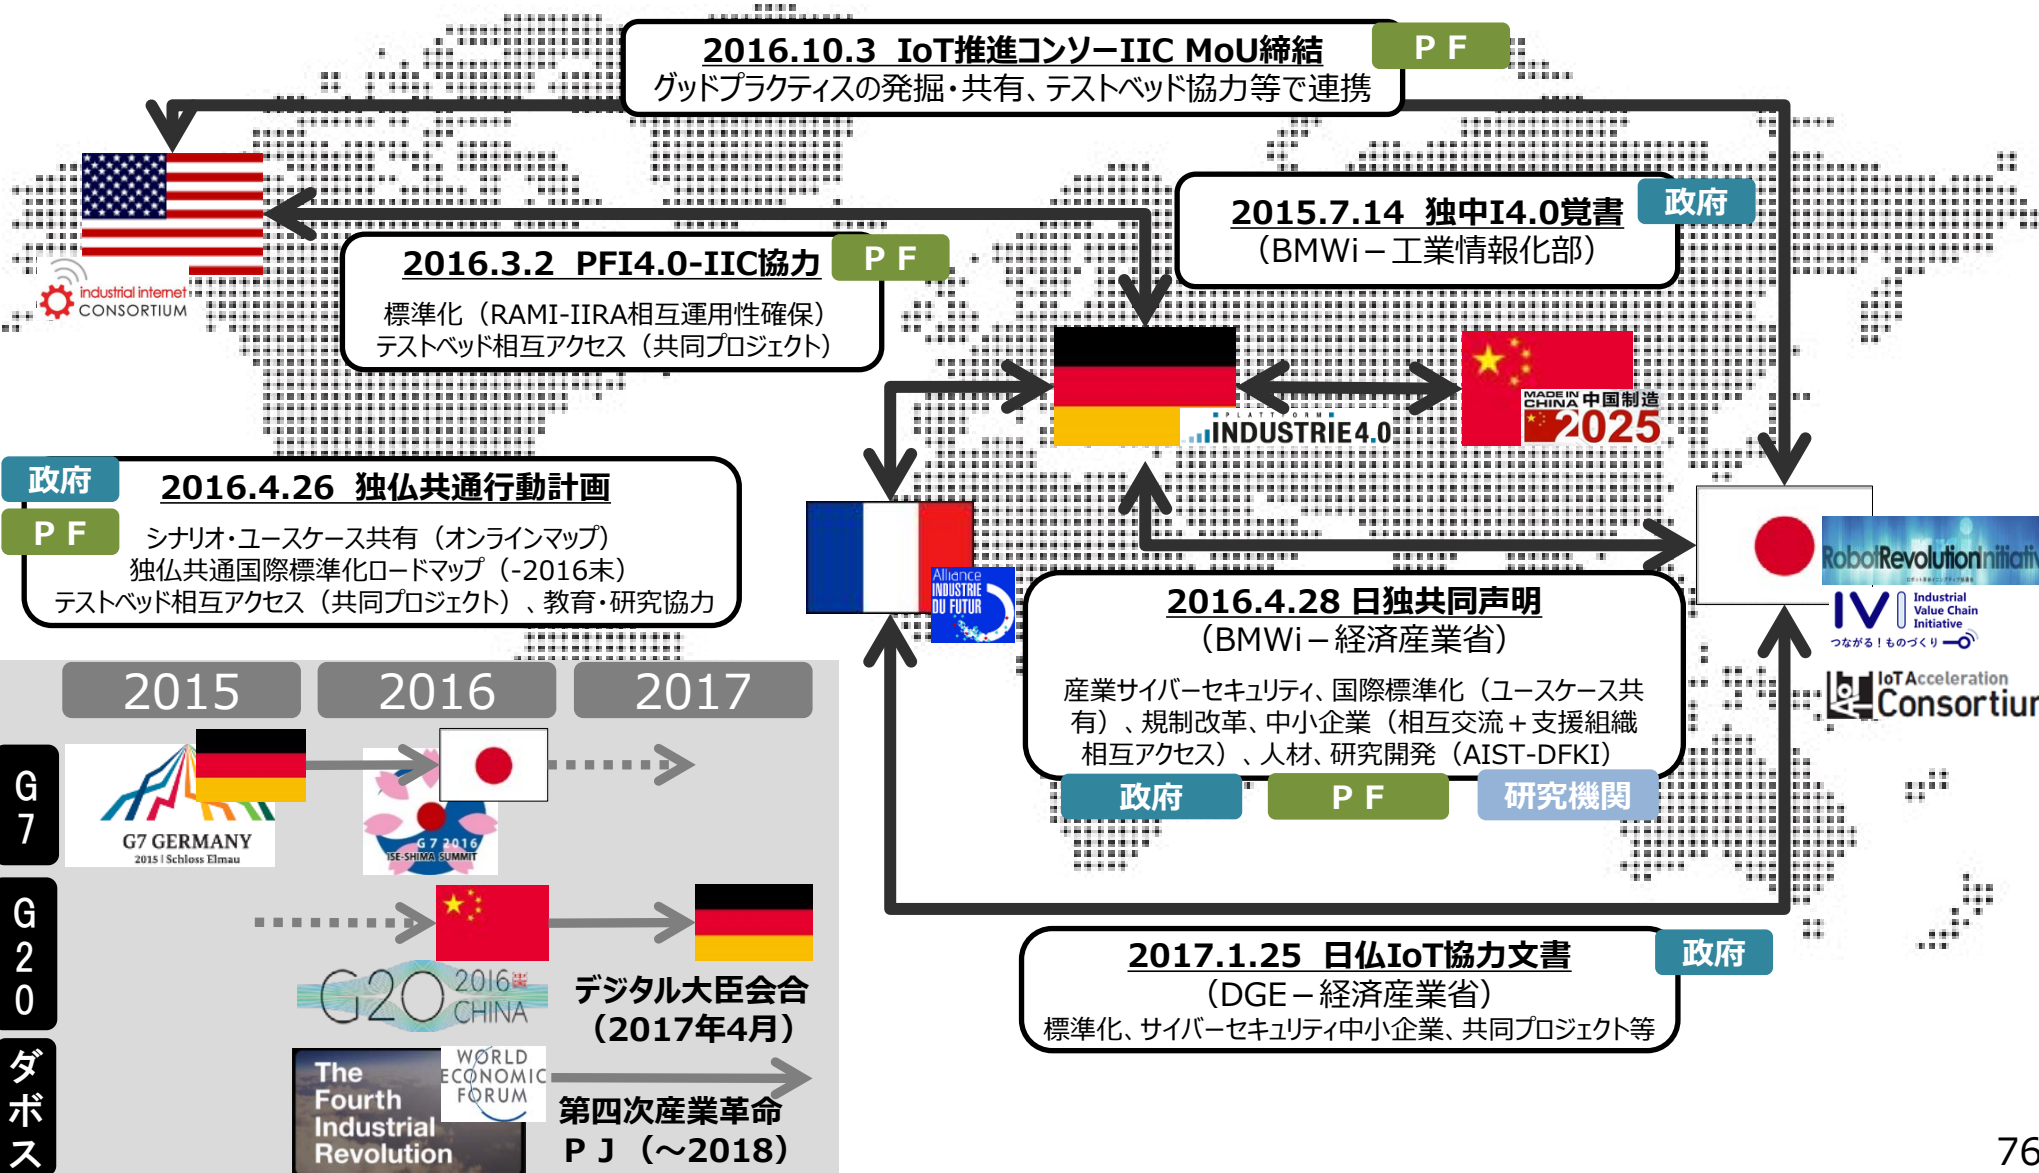 2016.10.3 IoT推進コンソーIIC MoU締結
ＰＦ
グッドプラクティスの発掘・共有、テストベッド協力等で連携
industrial internet
CONSORTIUM
2016.3.2 PFI4.0-IIC協力
ＰＦ
標準化（RAMI-IIRA相互運用性確保）
テストベッド相互アクセス（共同プロジェクト）
2015.7.14 独中I4.0覚書
政府
（BMWi－工業情報化部）
PLATTFORM
INDUSTRIE4.0
MADE IN
CHINA 中国制造
2025
政府
ＰＦ
2016.4.26 独仏共通行動計画
シナリオ・ユースケース共有（オンラインマップ）
独仏共通国際標準化ロードマップ（-2016末）
テストベッド相互アクセス（共同プロジェクト）、教育・研究協力
Alliance
INDUSTRIE
DU FUTUR
RobotRevolutionInitiativ
IVI
Industrial
Value Chain
Initiative
つながる！ものづくり
IoT Acceleration
Consortiur
2016.4.28 日独共同声明
（BMWi－経済産業省）
産業サイバーセキュリティ、国際標準化（ユースケース共
有）、規制改革、中小企業（相互交流＋支援組織
相互アクセス）、人材、研究開発（AIST-DFKI）
政府
ＰＦ
研究機関
2017.1.25 日仏IoT協力文書
政府
（DGE－経済産業省）
標準化、サイバーセキュリティ中小企業、共同プロジェクト等
2015
2016
2017
G7
G7 GERMANY
2015 | Schloss Elmau
G7 2016
ISE-SHIMA SUMMIT
G20
G20 2016
CHINA
デジタル大臣会合
（2017年4月）
ダボス
The
Fourth
Industrial
Revolution
WORLD
ECONOMIC
FORUM
第四次産業革命
ＰＪ（～2018）
76